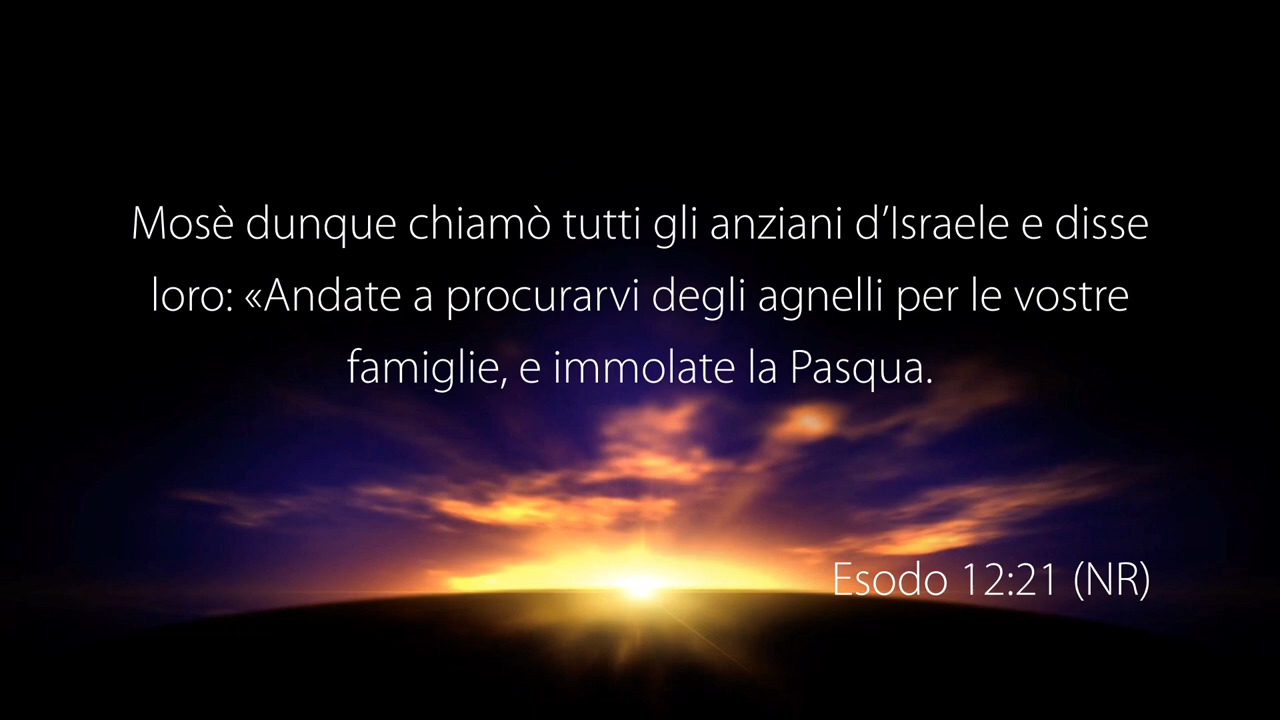 Mosè dunque chiamò tutti gli anziani d’Israele e disse
loro: «Andate a procurarvi degli agnelli per le vostre
famiglie, e immolate la Pasqua.
Esodo 12:21 (NR)